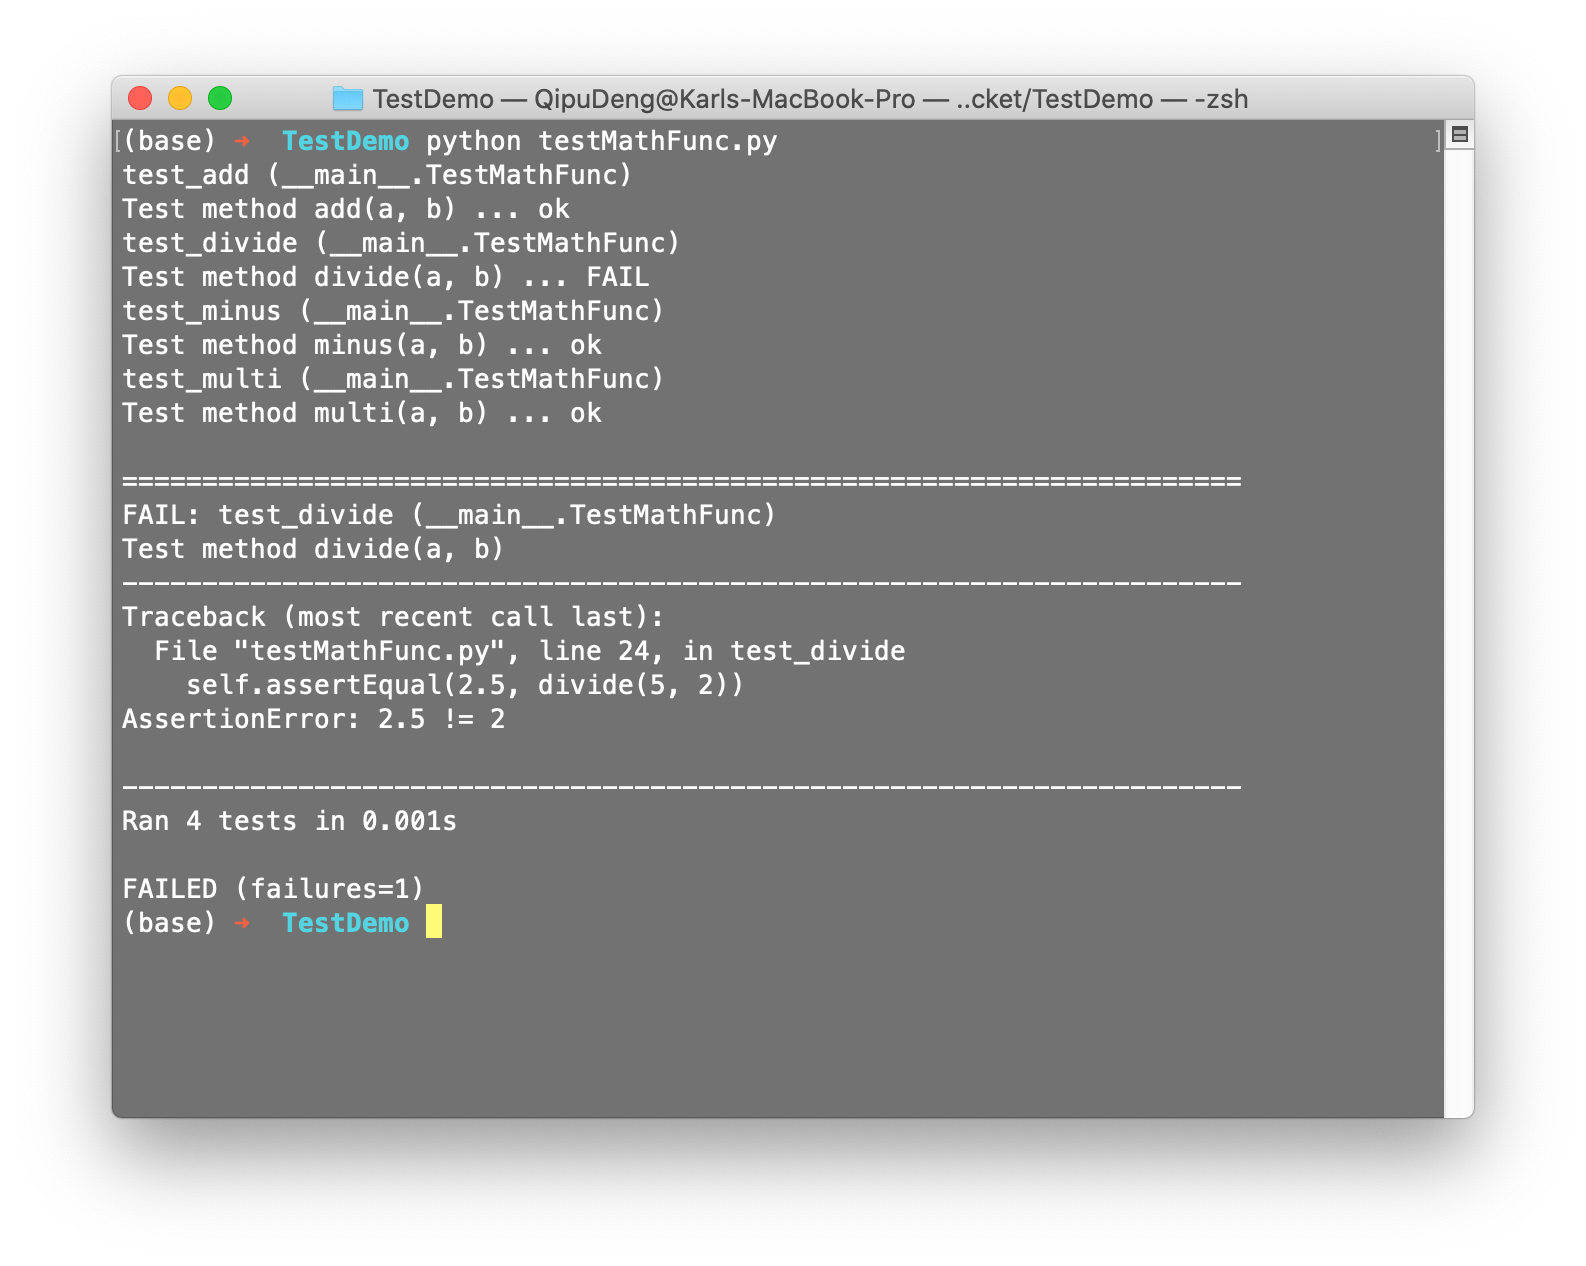 TestDemo — QipuDeng@Karls-MacBook-Pro — ..cket/TestDemo — -zsh
[(base) ➜  TestDemo python testMathFunc.py ]
test_add (__main__.TestMathFunc)
Test method add(a, b) ... ok
test_divide (__main__.TestMathFunc)
Test method divide(a, b) ... FAIL
test_minus (__main__.TestMathFunc)
Test method minus(a, b) ... ok
test_multi (__main__.TestMathFunc)
Test method multi(a, b) ... ok
======================================================================
FAIL: test_divide (__main__.TestMathFunc)
Test method divide(a, b)
----------------------------------------------------------------------
Traceback (most recent call last):
  File "testMathFunc.py", line 24, in test_divide
    self.assertEqual(2.5, divide(5, 2))
AssertionError: 2.5 != 2
----------------------------------------------------------------------
Ran 4 tests in 0.001s
FAILED (failures=1)
(base) ➜  TestDemo